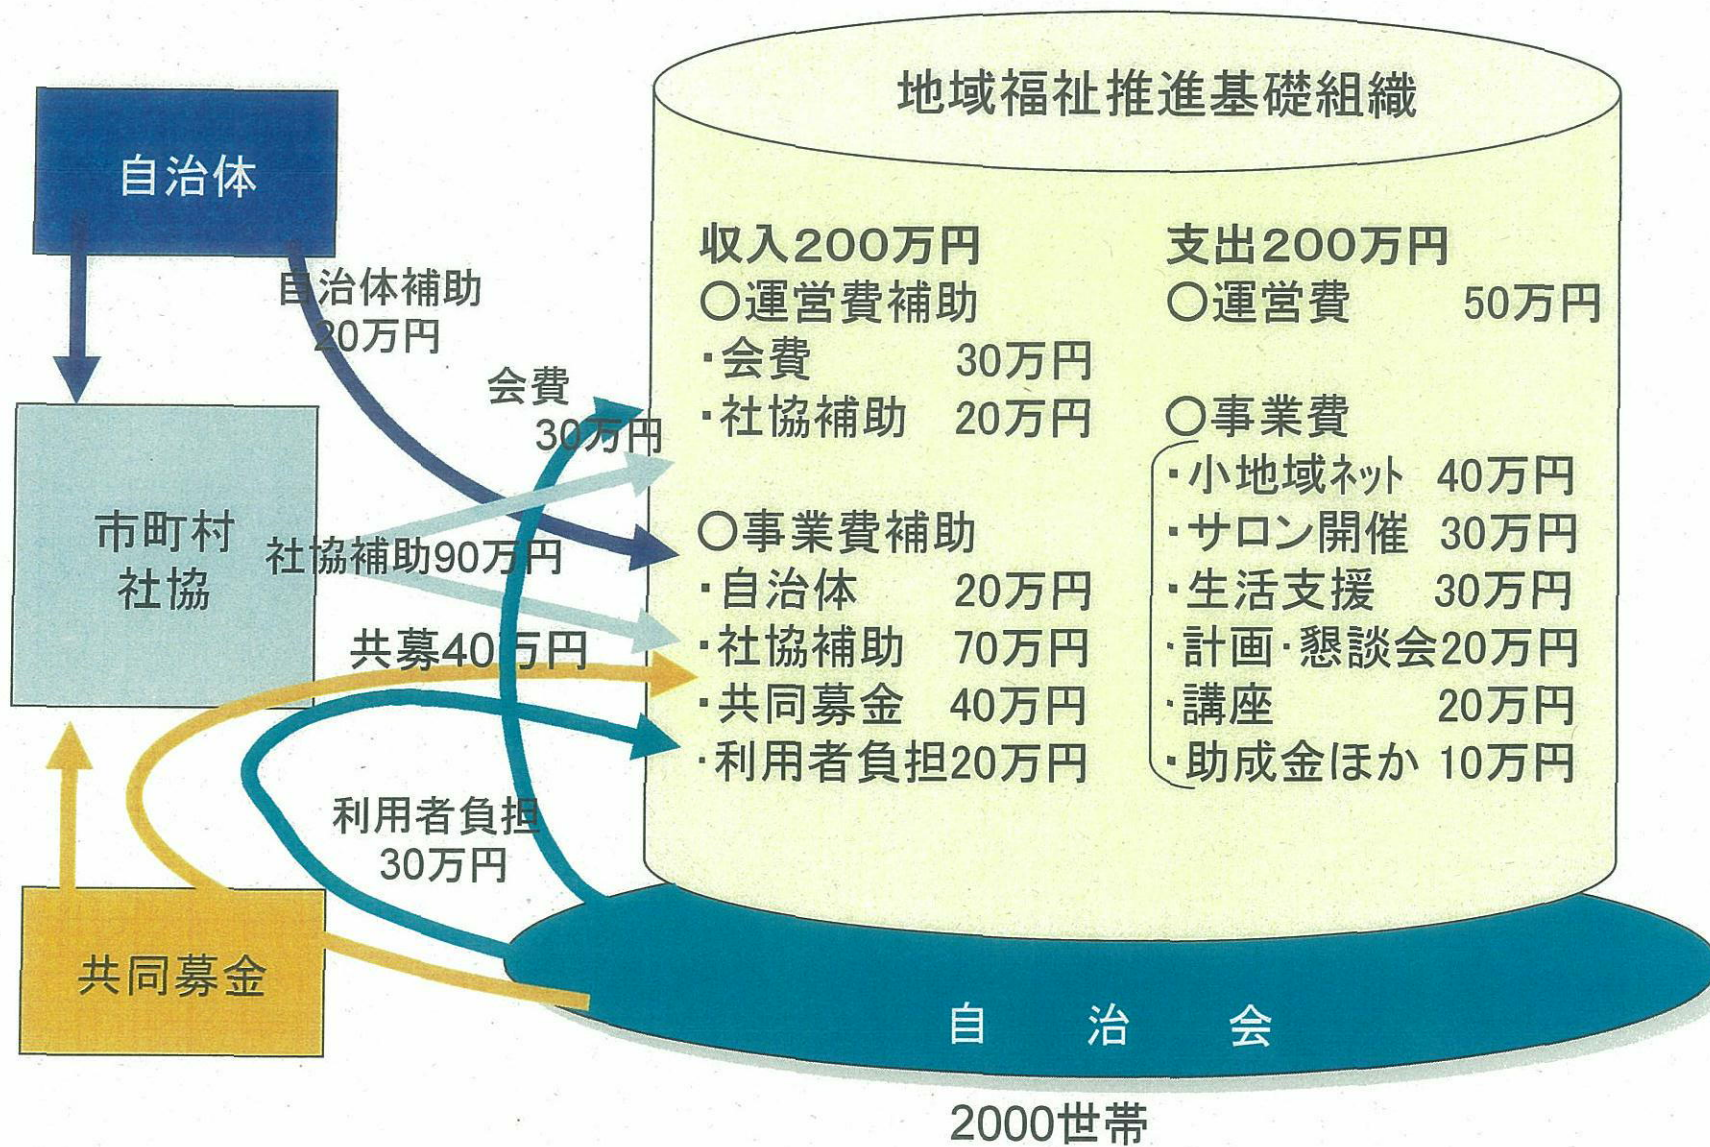 地域福祉推進基礎組織
自治体
自治体補助
20万円
会費
30万円
市町村
社協
社協補助90万円
共募40万円
利用者負担
30万円
共同募金
収入200万円
〇運営費補助
・会費 30万円
・社協補助 20万円
〇事業費補助
・自治体 20万円
・社協補助 70万円
・共同募金 40万円
・利用者負担20万円
支出200万円
〇運営費 50万円
〇事業費
・小地域ネット 40万円
・サロン開催 30万円
・生活支援 30万円
・計画・懇談会20万円
・講座 20万円
・助成金ほか 10万円
自治会
2000世帯